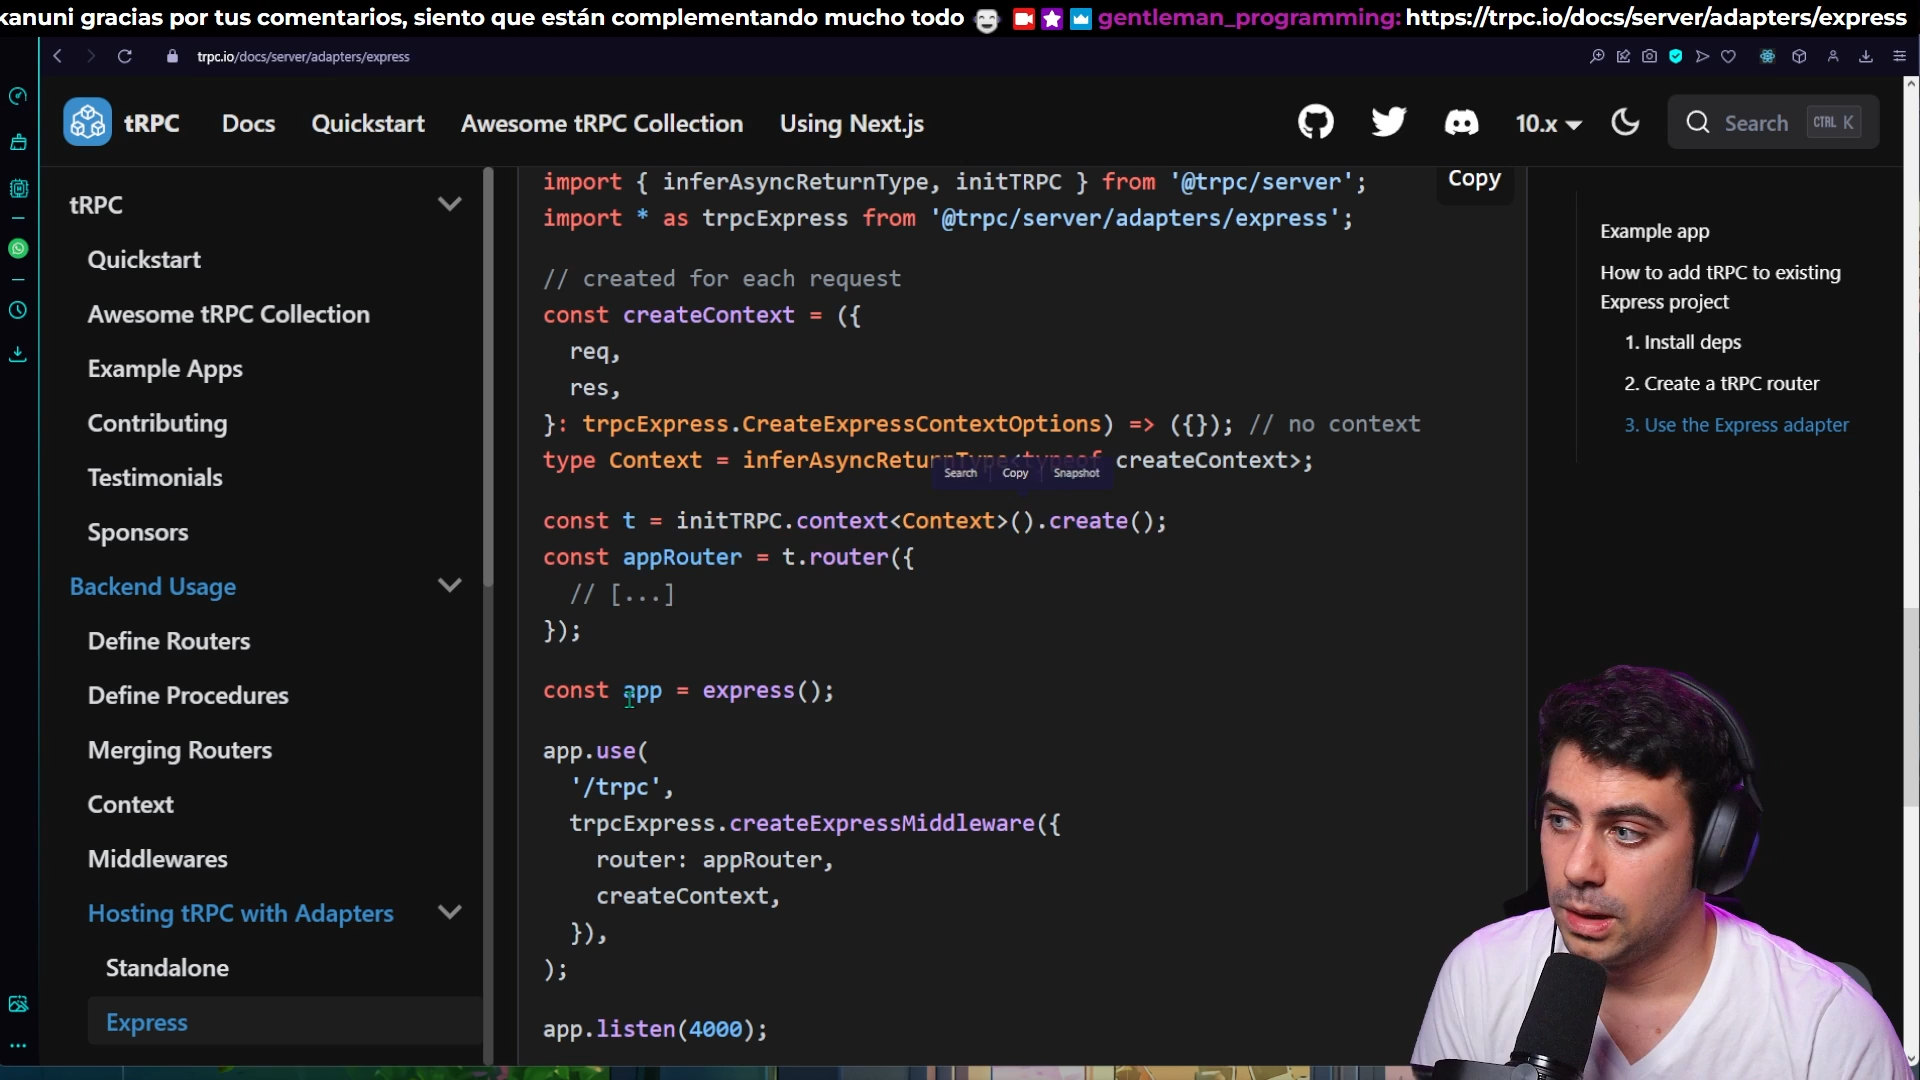 kanuni gracias por tus comentarios, siento que están complementando mucho todo gentleman_programming: https://trpc.io/docs/server/adapters/express
trpc.io/docs/server/adapters/express
tRPC Docs Quickstart Awesome tRPC Collection Using Next.js 10.x Search CTRL K
tRPC
Quickstart
Awesome tRPC Collection
Example Apps
Contributing
Testimonials
Sponsors
Backend Usage
Define Routers
Define Procedures
Merging Routers
Context
Middlewares
Hosting tRPC with Adapters
Standalone
Express
import { inferAsyncReturnType, initTRPC } from '@trpc/server';
import * as trpcExpress from '@trpc/server/adapters/express';
// created for each request
const createContext = ({
req,
res,
}: trpcExpress.CreateExpressContextOptions) => ({}); // no context
type Context = inferAsyncReturnType<typeof createContext>;
const t = initTRPC.context<Context>().create();
const appRouter = t.router({
// [...]
});
const app = express();
app.use(
'/trpc',
trpcExpress.createExpressMiddleware({
router: appRouter,
createContext,
}),
);
app.listen(4000);
Copy
Search Copy Snapshot
Example app
How to add tRPC to existing
Express project
1. Install deps
2. Create a tRPC router
3. Use the Express adapter